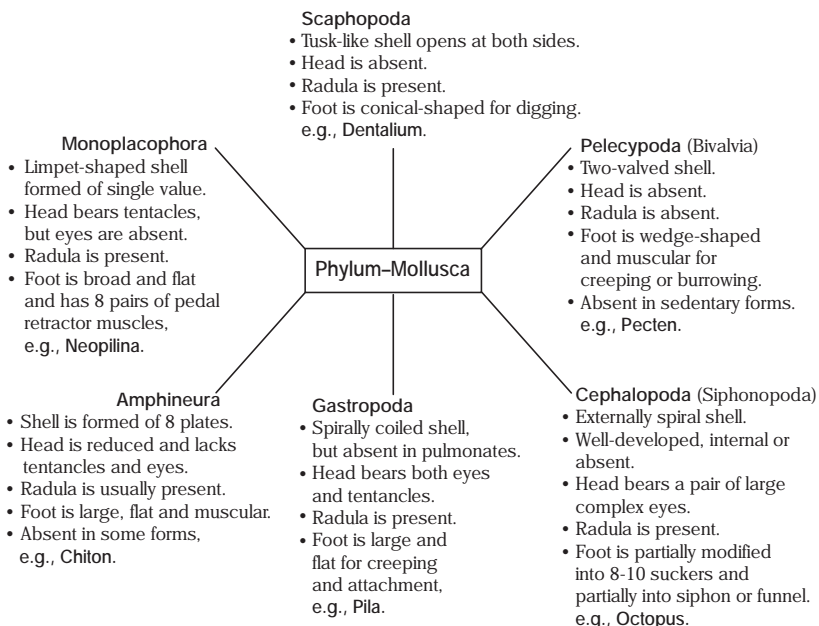 Scaphopoda
• Tusk-like shell opens at both sides.
• Head is absent.
• Radula is present.
• Foot is conical-shaped for digging.
e.g., Dentalium.
Monoplacophora
• Limpet-shaped shell
formed of single value.
• Head bears tentacles,
but eyes are absent.
• Radula is present.
• Foot is broad and flat
and has 8 pairs of pedal
retractor muscles,
e.g., Neopilina.
Pelecypoda (Bivalvia)
• Two-valved shell.
• Head is absent.
• Radula is absent.
• Foot is wedge-shaped
and muscular for
creeping or burrowing.
• Absent in sedentary forms.
e.g., Pecten.
Phylum–Mollusca
Amphineura
• Shell is formed of 8 plates.
• Head is reduced and lacks
tentancles and eyes.
• Radula is usually present.
• Foot is large, flat and muscular.
• Absent in some forms,
e.g., Chiton.
Gastropoda
• Spirally coiled shell,
but absent in pulmonates.
• Head bears both eyes
and tentancles.
• Radula is present.
• Foot is large and
flat for creeping
and attachment,
e.g., Pila.
Cephalopoda (Siphonopoda)
• Externally spiral shell.
• Well-developed, internal or
absent.
• Head bears a pair of large
complex eyes.
• Radula is present.
• Foot is partially modified
into 8-10 suckers and
partially into siphon or funnel.
e.g., Octopus.